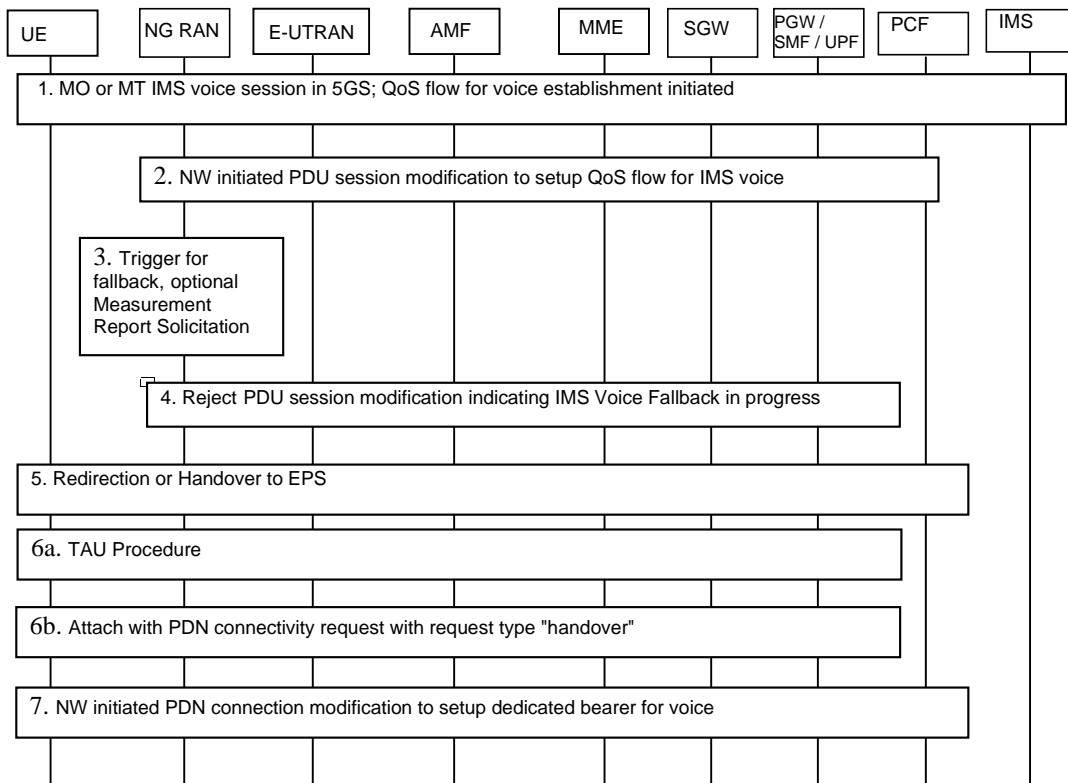 UE
NG RAN
E-UTRAN
AMF
MME
SGW
PGW /
SMF / UPF
PCF
IMS
1. MO or MT IMS voice session in 5GS; QoS flow for voice establishment initiated
2. NW initiated PDU session modification to setup QoS flow for IMS voice
3. Trigger for
fallback, optional
Measurement
Report Solicitation
4. Reject PDU session modification indicating IMS Voice Fallback in progress
5. Redirection or Handover to EPS
6a. TAU Procedure
6b. Attach with PDN connectivity request with request type "handover"
7. NW initiated PDN connection modification to setup dedicated bearer for voice